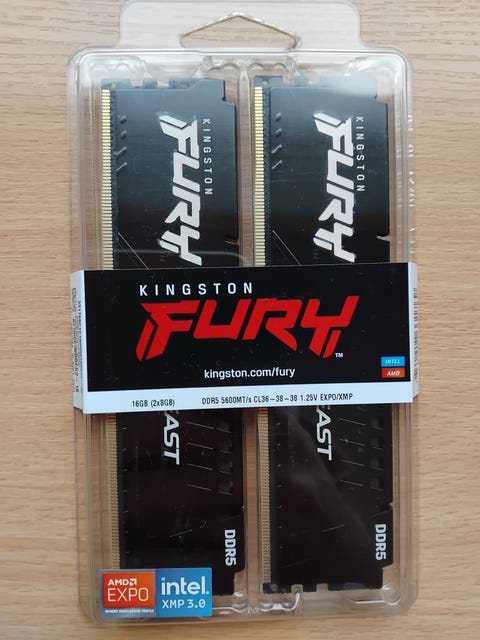 KINGSTON
FURY
KINGSTON
FURY
KINGSTON
FURY™
kingston.com/fury
INTEL
AMD
16GB (2x8GB)
DDR5 5600MT/s CL36-38-38 1.25V EXPO/XMP
EAST
EAST
DDR5
DDR5
AMD
EXPO
intel
XMP 3.0